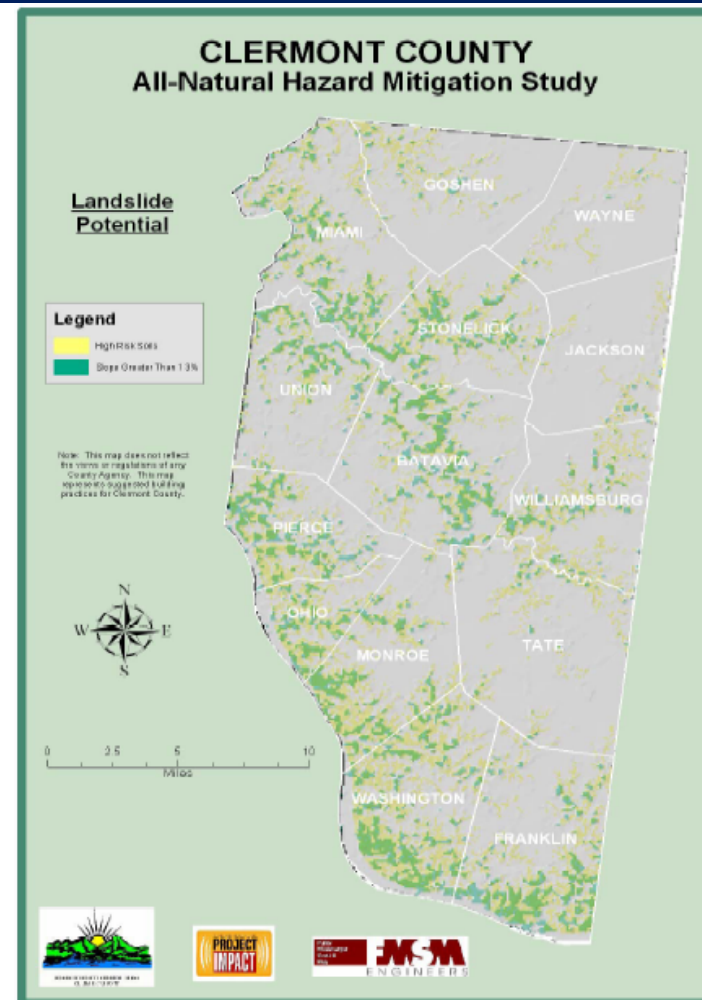 CLERMONT COUNTY
All-Natural Hazard Mitigation Study
Landslide
Potential
GOSHEN
WAYNE
MIAMI
STONELICK
JACKSON
Legend
High Risk Soils
Slope Greater Than 13%
UNION
BATAVIA
WILLIAMSBURG
Note: This map does not reflect
the views or regulations of any
County Agency. This map
represents suggested building
practices for Clermont County.
PIERCE
N
W E
S
OHIO
MONROE
TATE
0 2.5 5 10
Miles
WASHINGTON
FRANKLIN
PROJECT
IMPACT
FMSM
ENGINEERS